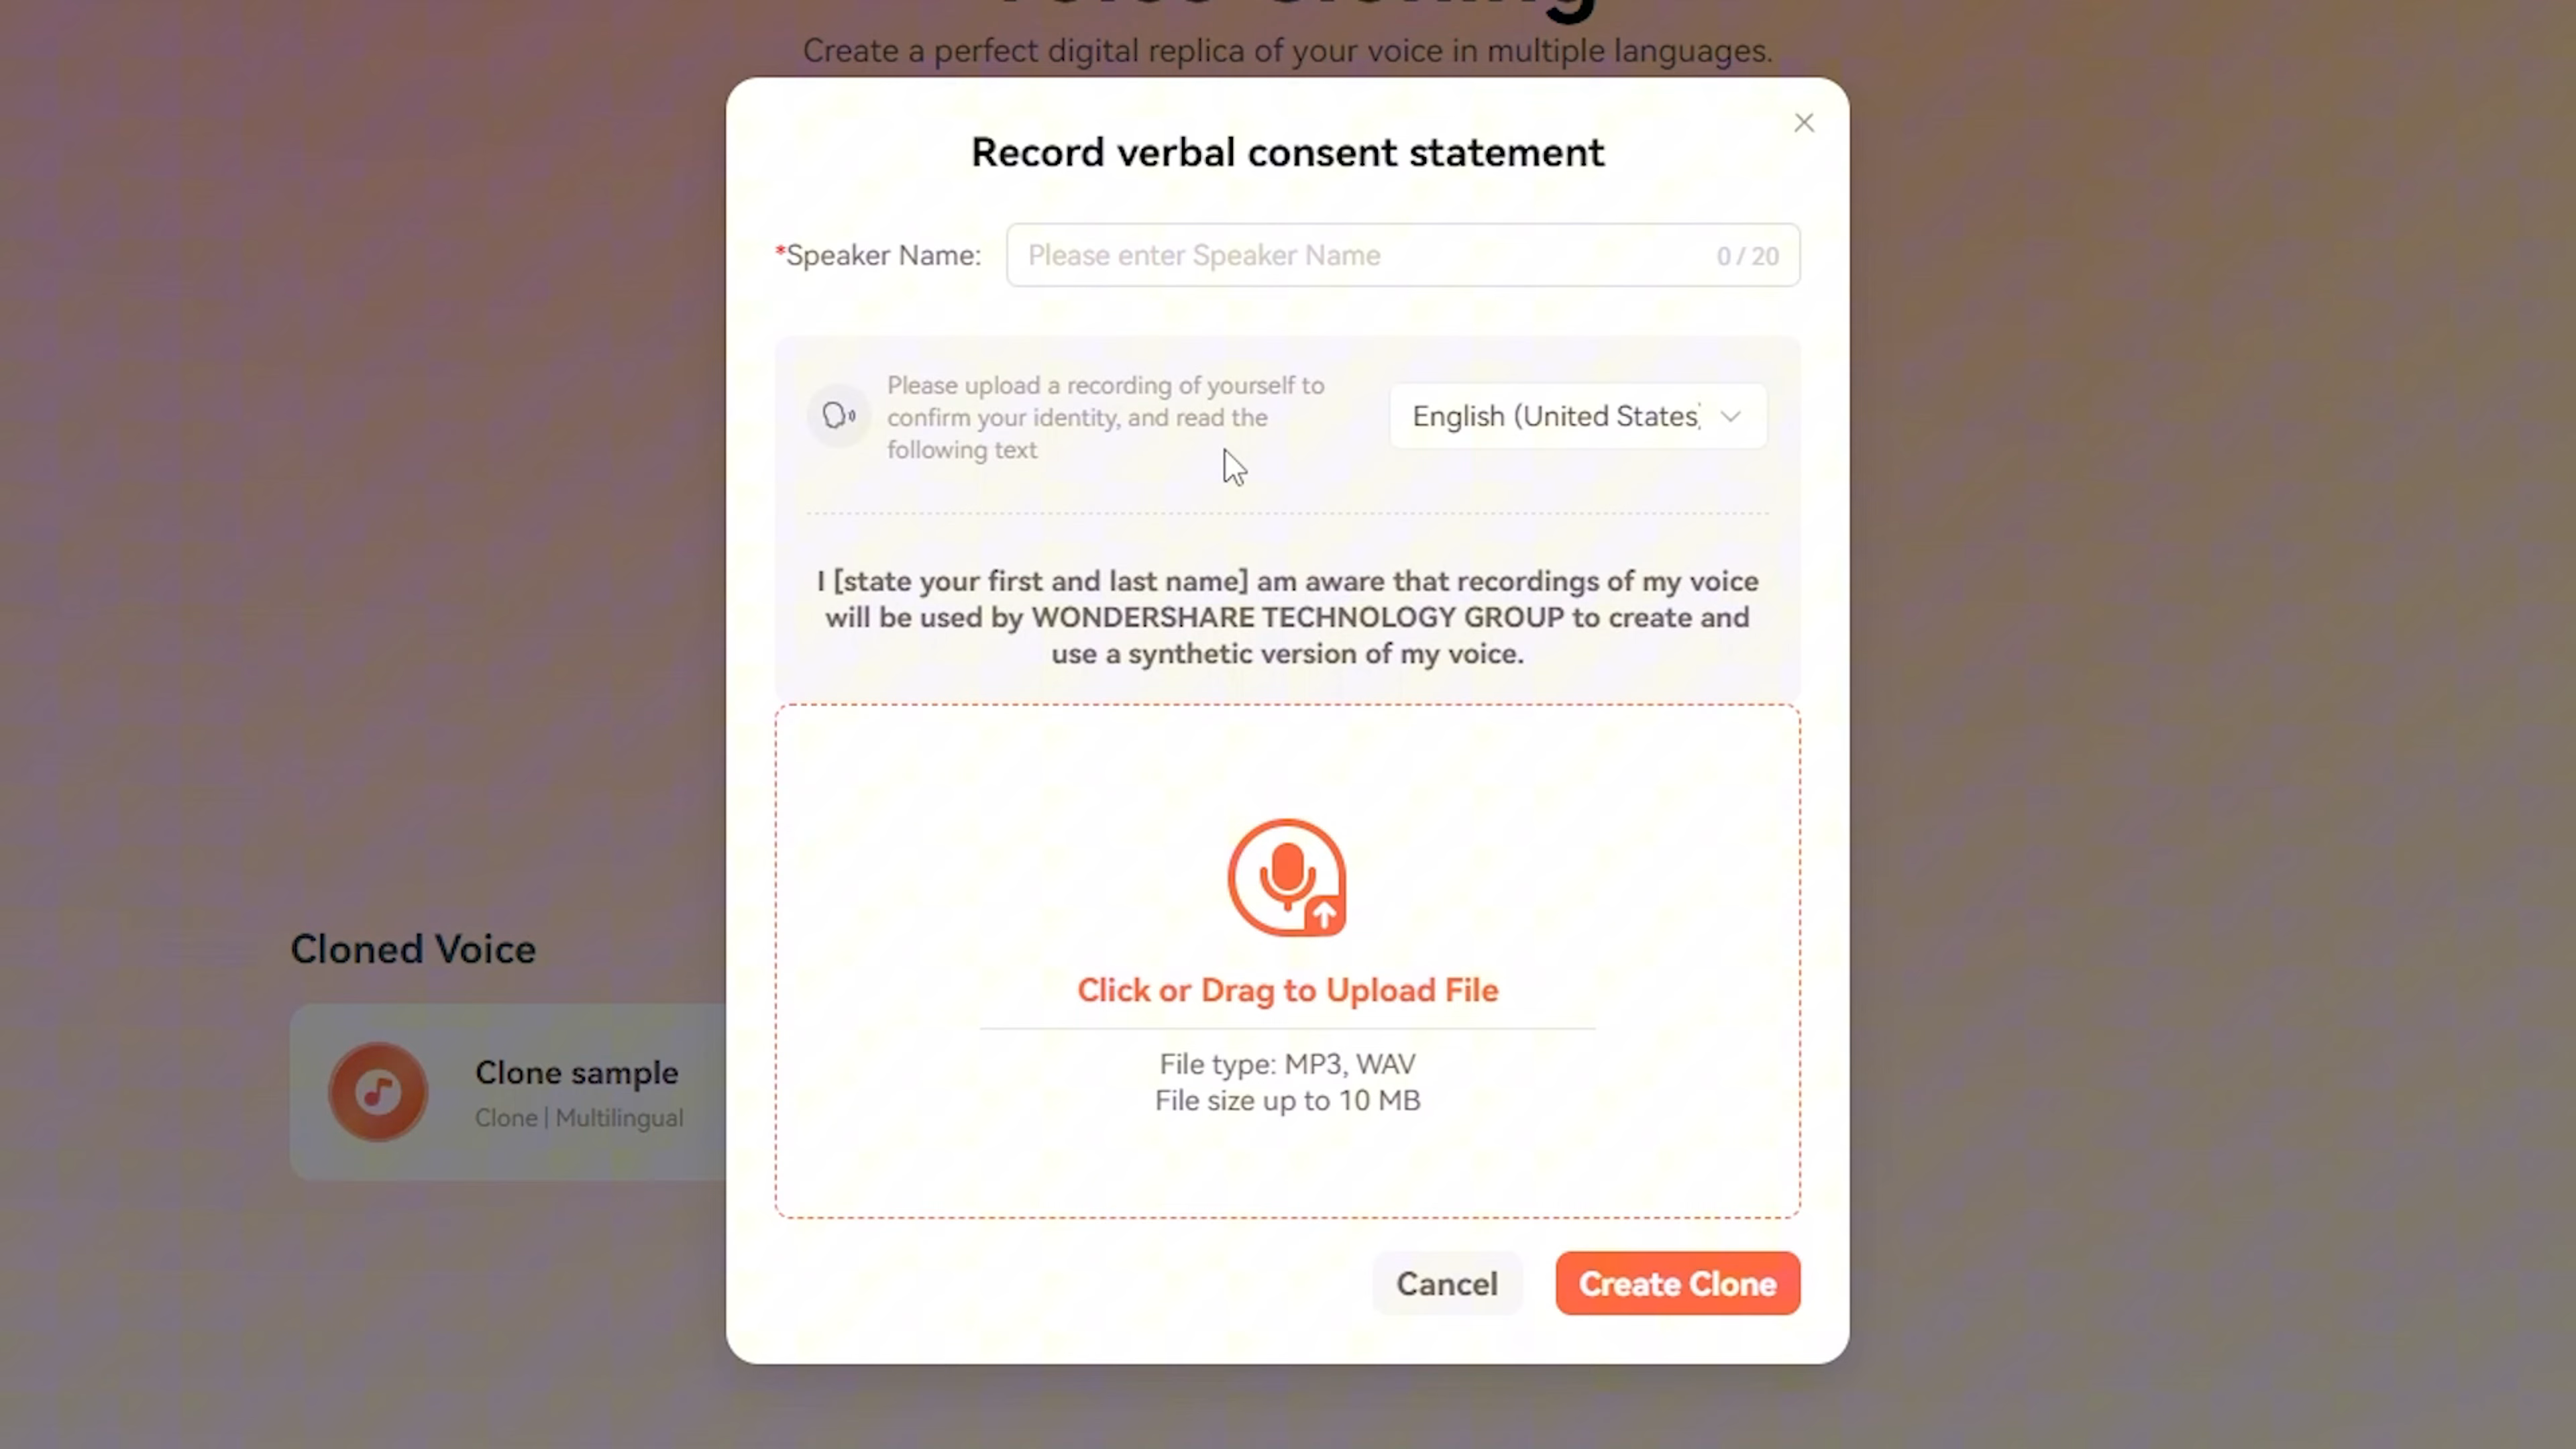 Create a perfect digital replica of your voice in multiple languages.
Record verbal consent statement
*Speaker Name:
Please enter Speaker Name
0 / 20
Please upload a recording of yourself to
confirm your identity, and read the
following text
English (United States)
I [state your first and last name] am aware that recordings of my voice
will be used by WONDERSHARE TECHNOLOGY GROUP to create and
use a synthetic version of my voice.
Click or Drag to Upload File
File type: MP3, WAV
File size up to 10 MB
Cancel
Create Clone
Cloned Voice
Clone sample
Clone | Multilingual